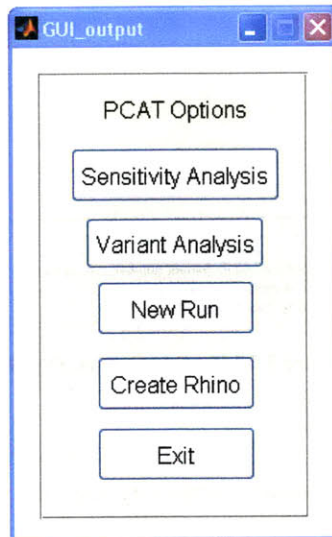 GUI_output
PCAT Options
Sensitivity Analysis
Variant Analysis
New Run
Create Rhino
Exit